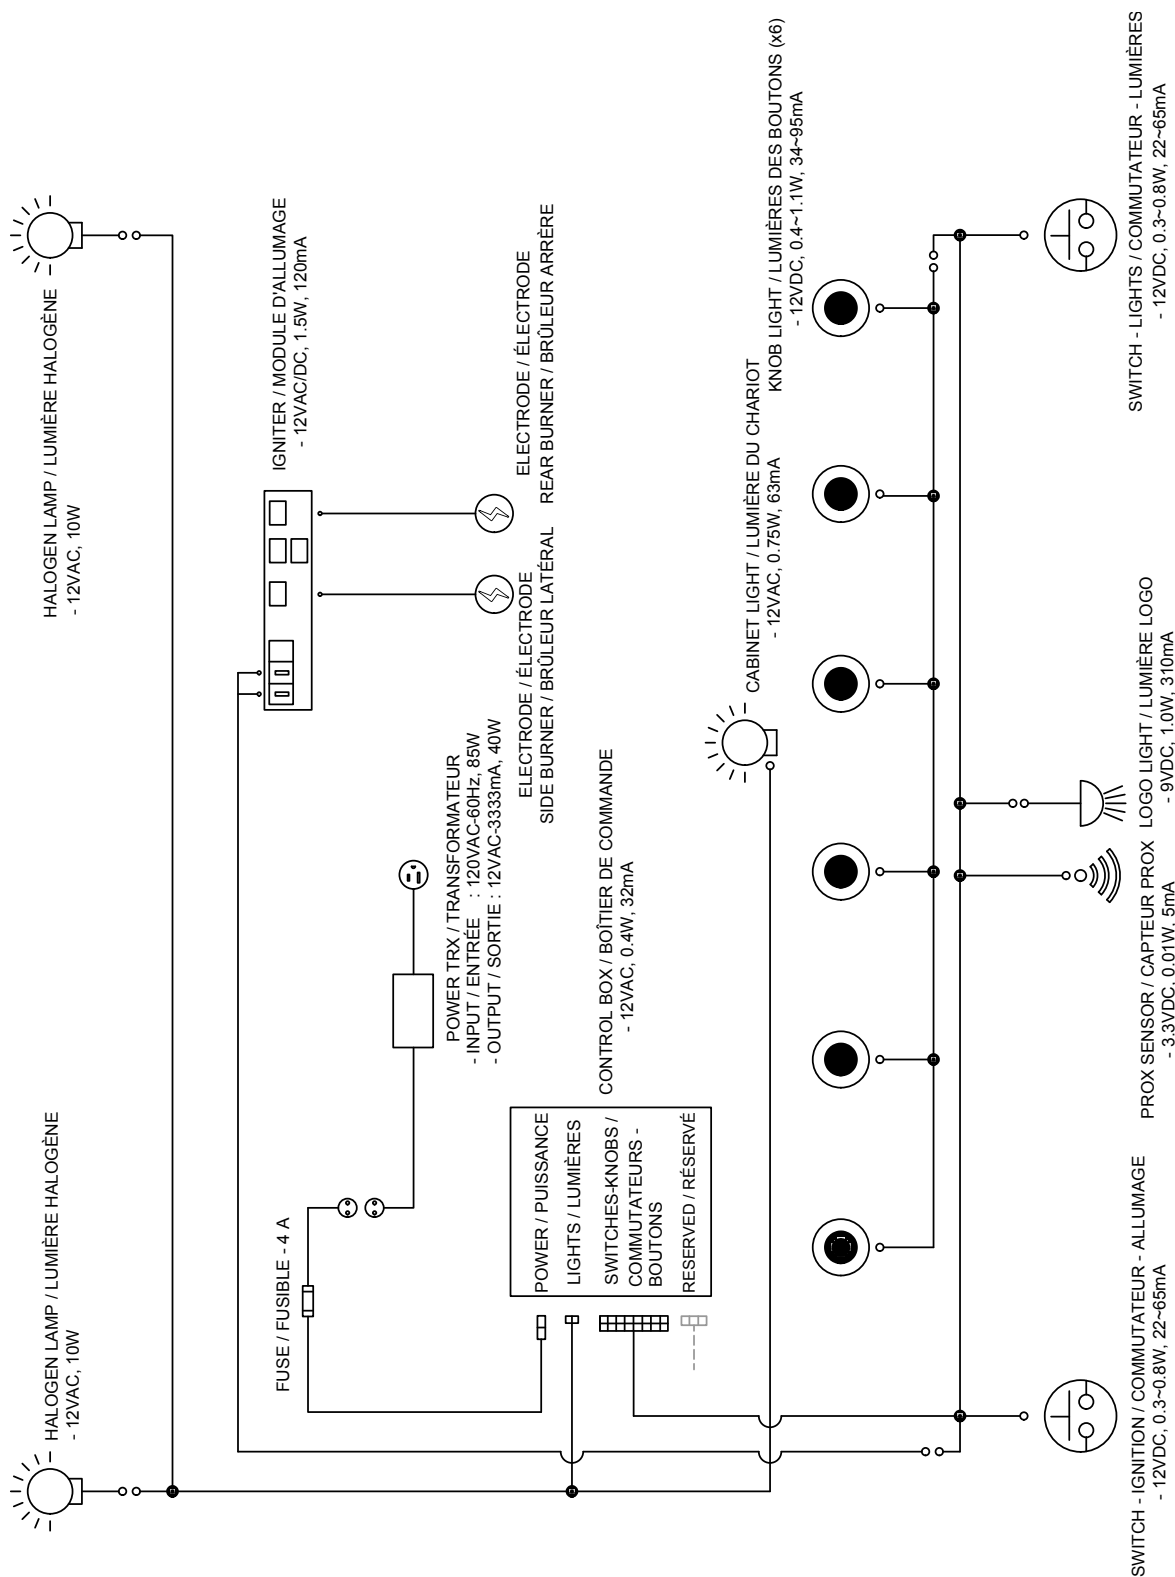 HALOGEN LAMP / LUMIÈRE HALOGÈNE
- 12VAC, 10W
HALOGEN LAMP / LUMIÈRE HALOGÈNE
- 12VAC, 10W
FUSE / FUSIBLE - 4 A
IGNITER / MODULE D'ALLUMAGE
- 12VAC/DC, 1.5W, 120mA
POWER TRX / TRANSFORMATEUR
- INPUT / ENTRÉE : 120VAC-60Hz, 85W
- OUTPUT / SORTIE : 12VAC-3333mA, 40W
ELECTRODE / ÉLECTRODE
SIDE BURNER / BRÛLEUR LATÉRAL
ELECTRODE / ÉLECTRODE
REAR BURNER / BRÛLEUR ARRÈRE
POWER / PUISSANCE
LIGHTS / LUMIÈRES
SWITCHES-KNOBS /
COMMUTATEURS -
BOUTONS
RESERVED / RÉSERVÉ
CONTROL BOX / BOÎTIER DE COMMANDE
- 12VAC, 0.4W, 32mA
CABINET LIGHT / LUMIÈRE DU CHARIOT
- 12VAC, 0.75W, 63mA
KNOB LIGHT / LUMIÈRES DES BOUTONS (x6)
- 12VDC, 0.4~1.1W, 34~95mA
SWITCH - IGNITION / COMMUTATEUR - ALLUMAGE
- 12VDC, 0.3~0.8W, 22~65mA
PROX SENSOR / CAPTEUR PROX
- 3.3VDC, 0.01W. 5mA
LOGO LIGHT / LUMIÈRE LOGO
- 9VDC, 1.0W, 310mA
SWITCH - LIGHTS / COMMUTATEUR - LUMIÈRES
- 12VDC, 0.3~0.8W, 22~65mA